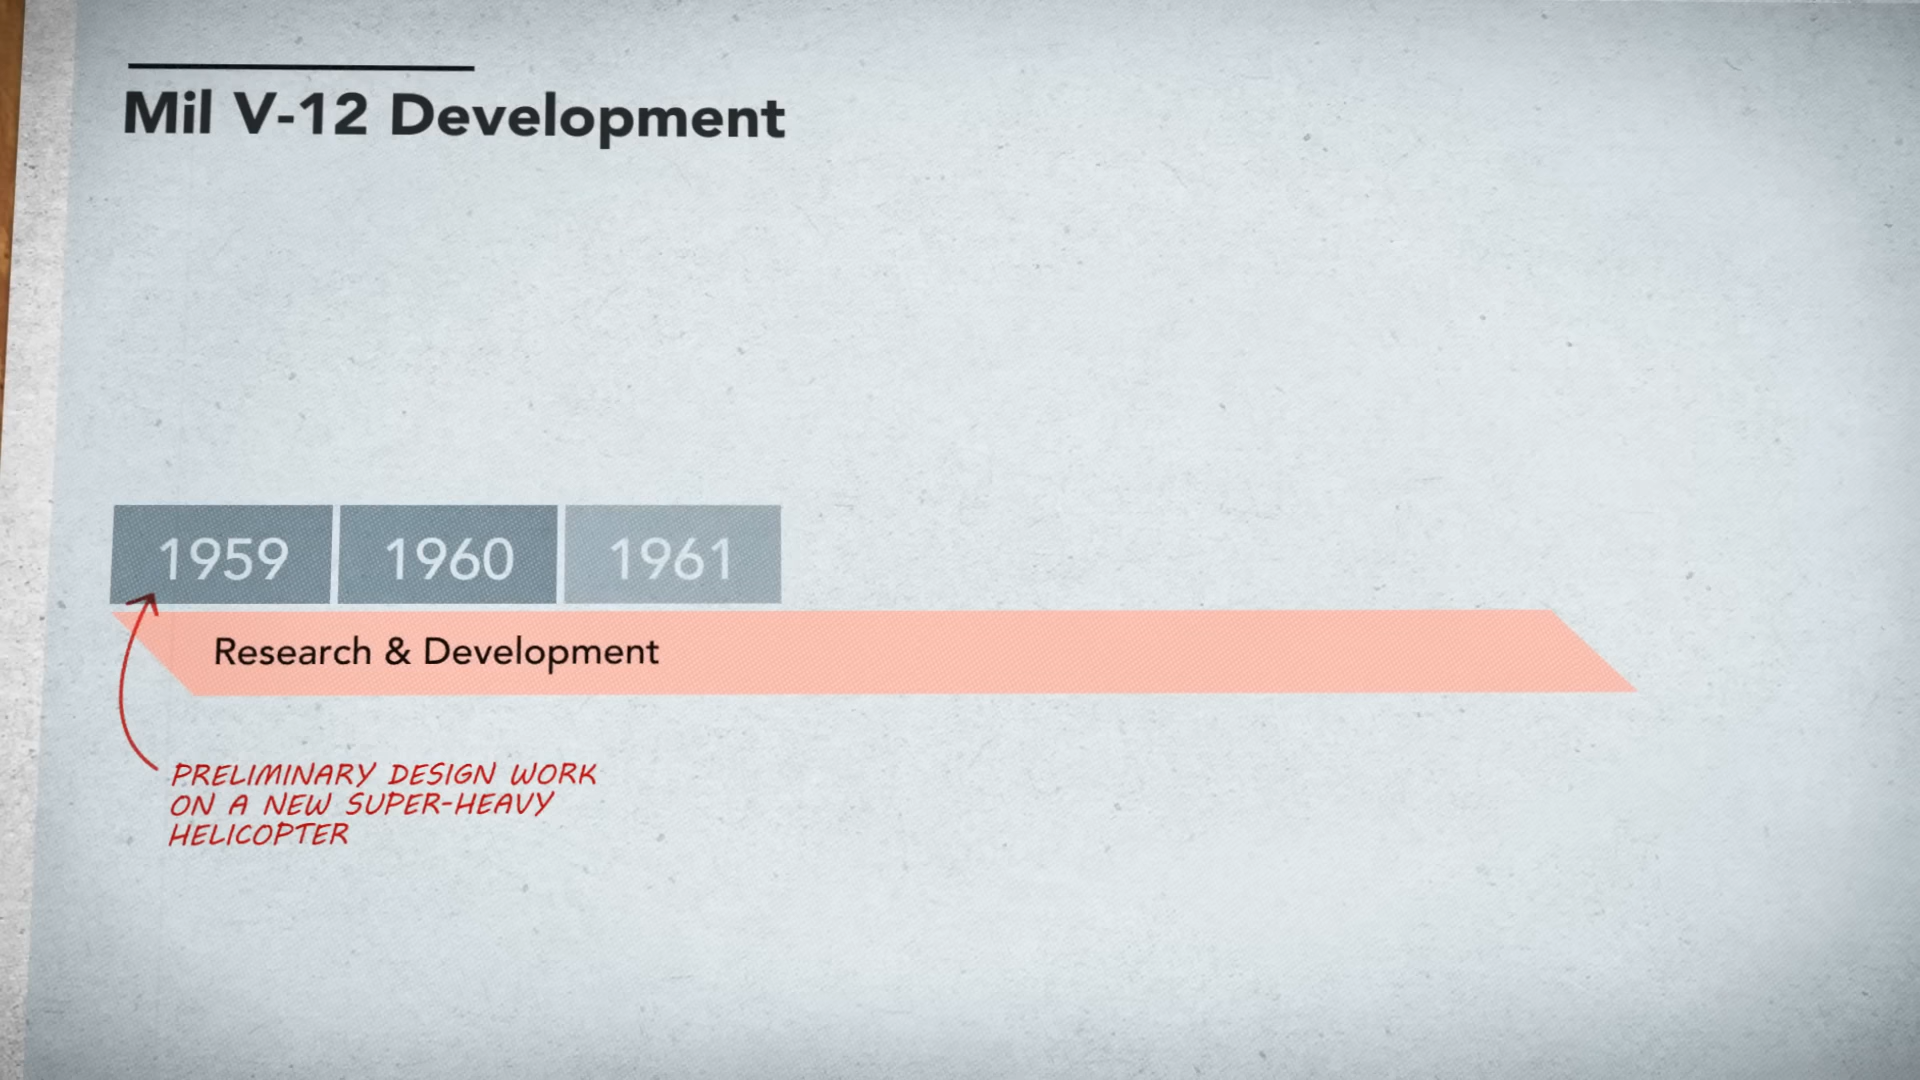 Mil V-12 Development
1959 1960 1961
Research & Development
PRELIMINARY DESIGN WORK
ON A NEW SUPER-HEAVY
HELICOPTER